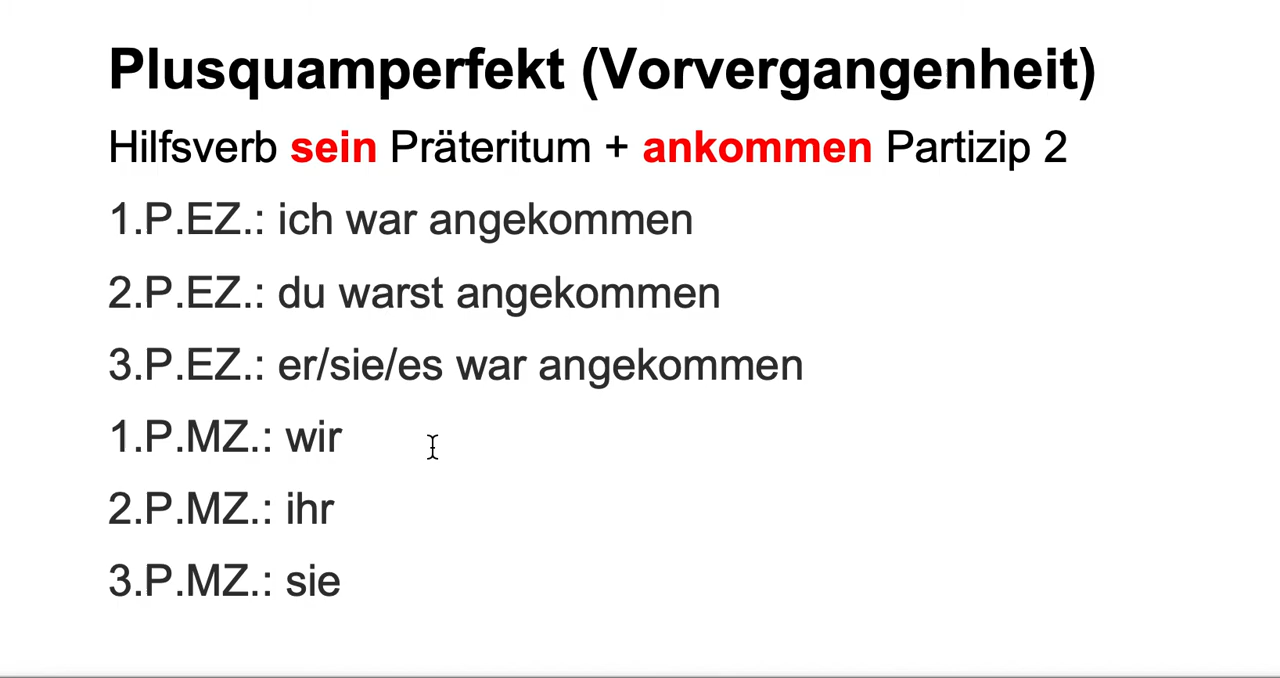 Plusquamperfekt (Vorvergangenheit)
Hilfsverb sein Präteritum + ankommen Partizip 2
1.P.EZ.: ich war angekommen
2.P.EZ.: du warst angekommen
3.P.EZ.: er/sie/es war angekommen
1.P.MZ.: wir
2.P.MZ.: ihr
3.P.MZ.: sie